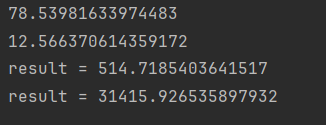 78.53981633974483
12.566370614359172
result = 514.7185403641517
result = 31415.926535897932